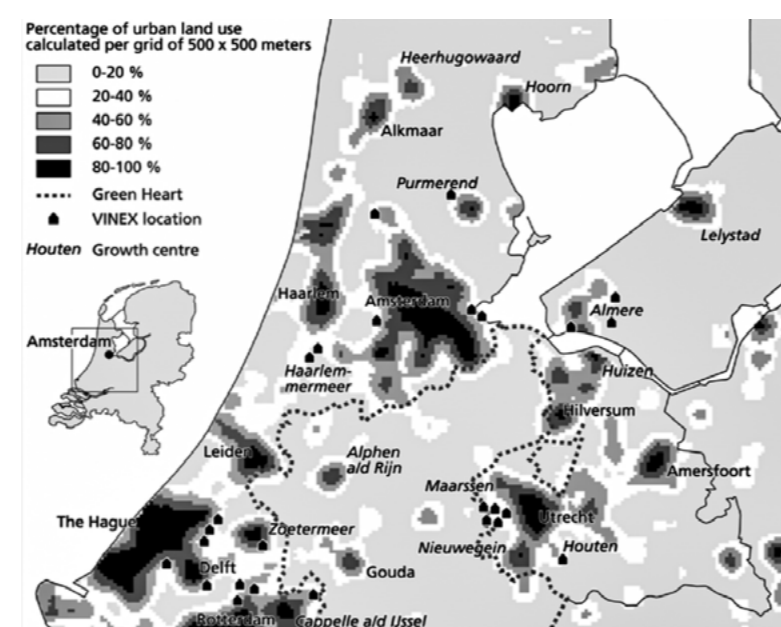 Percentage of urban land use
calculated per grid of 500 x 500 meters
0-20 %
20-40 %
40-60 %
60-80 %
80-100 %
Green Heart
VINEX location
Houten Growth centre
Amsterdam
Heerhugowaard
Hoorn
Alkmaar
Purmerend
Lelystad
Haarlem
Amsterdam
Almere
Haarlem-
mermeer
Huizen
Hilversum
Leiden
Alphen
a/d Rijn
Maarssen
Amersfoort
The Hague
Zoetermeer
Utrecht
Nieuwegein
Houten
Delft
Gouda
Rotterdam
Cappelle a/d IJssel